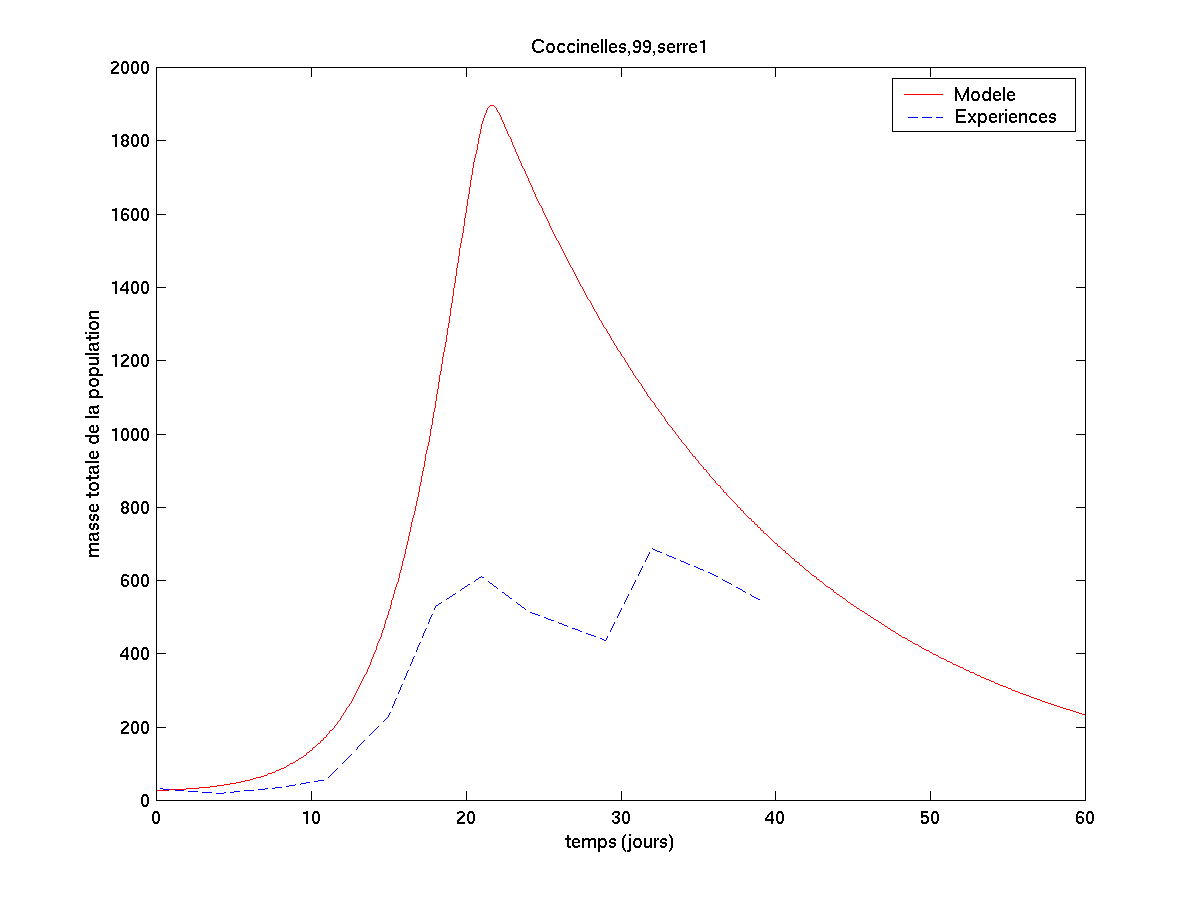 Coccinelles,99,serre1
Modele
Experiences
masse totale de la population
2000
1800
1600
1400
1200
1000
800
600
400
200
0
0 10 20 30 40 50 60
temps (jours)